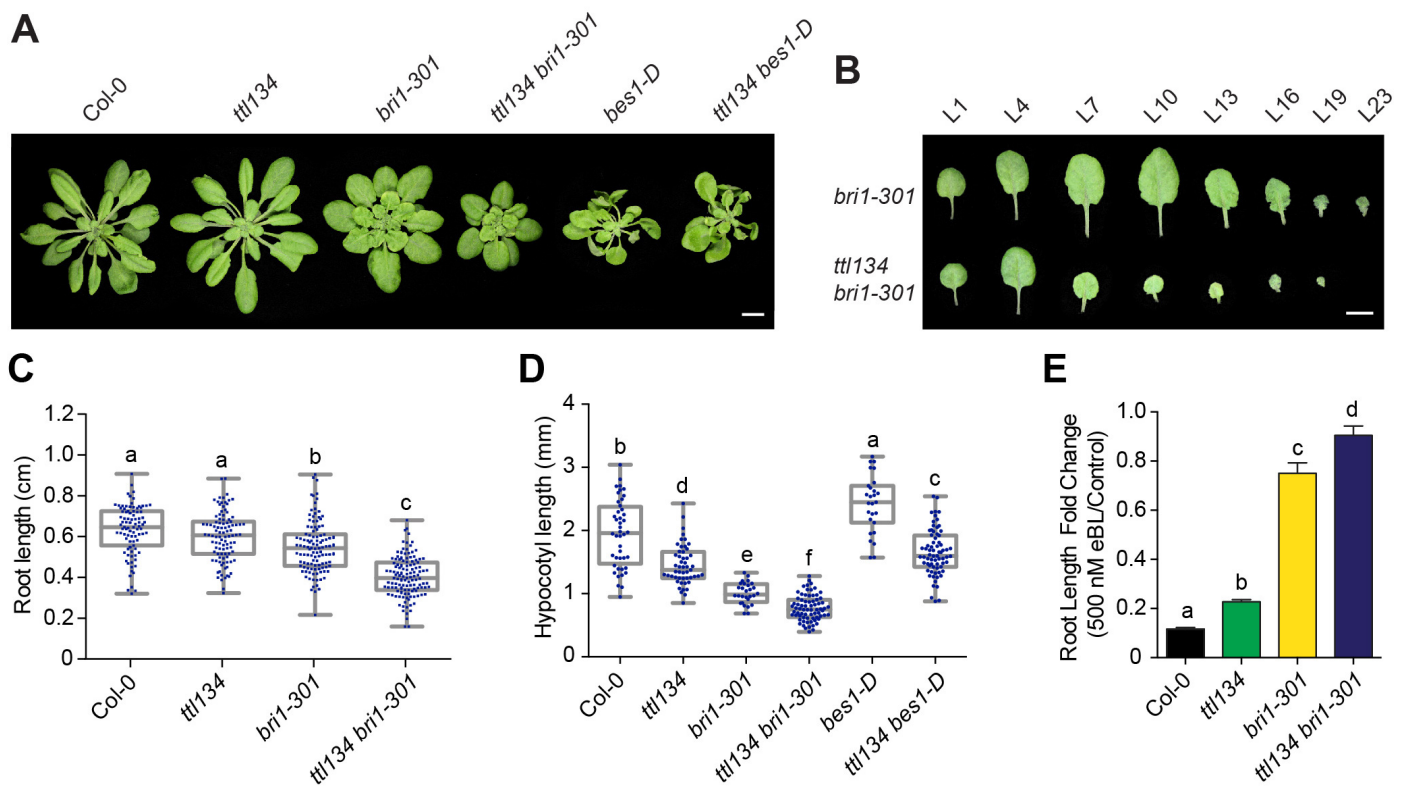 A
Col-0
ttl134
bri1-301
ttl134 bri1-301
bes1-D
ttl134 bes1-D
B
L1
L4
L7
L10
L13
L16
L19
L23
bri1-301
ttl134
bri1-301
C
Root length (cm)
1.2
1.0
0.8
0.6
0.4
0.2
0
a
a
b
c
Col-0
ttl134
bri1-301
ttl134 bri1-301
D
Hypocotyl length (mm)
4
3
2
1
0
b
d
e
f
a
c
Col-0
ttl134
bri1-301
ttl134 bri1-301
bes1-D
ttl134 bes1-D
E
Root Length Fold Change
(500 nM eBL/Control)
1.0
0.8
0.6
0.4
0.2
0
a
b
c
d
Col-0
ttl134
bri1-301
ttl134 bri1-301